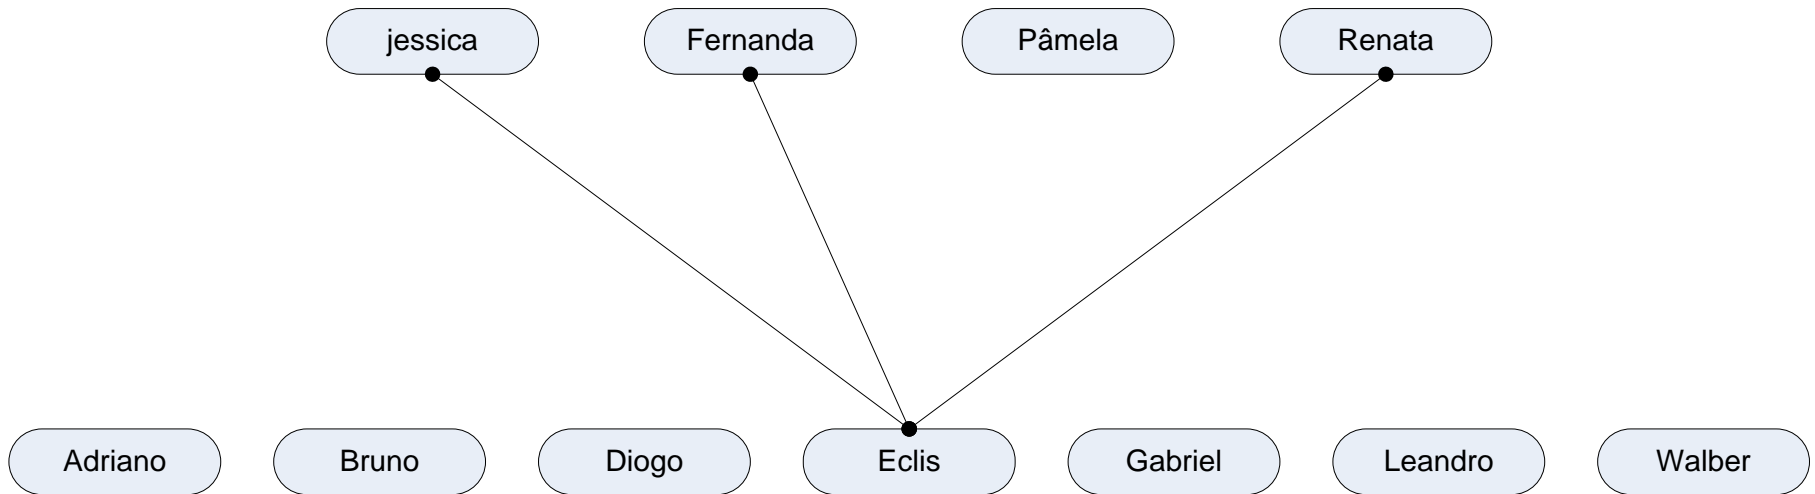 jessica
Fernanda
Pâmela
Renata
Adriano
Bruno
Diogo
Eclis
Gabriel
Leandro
Walber